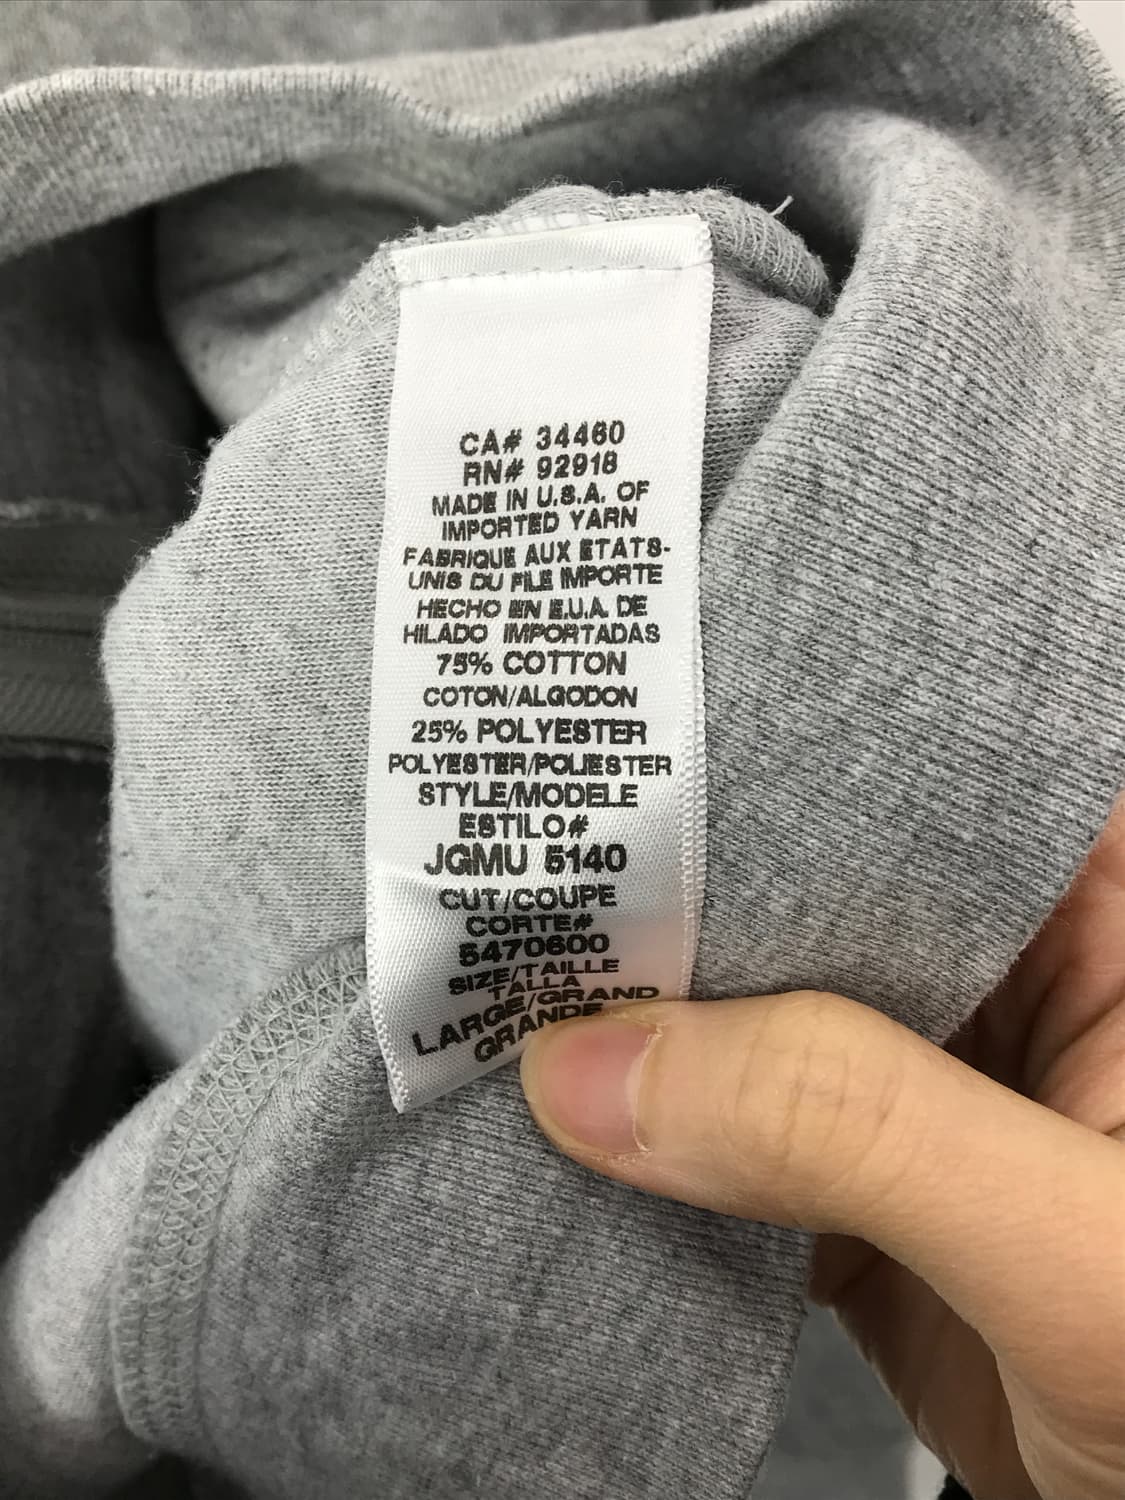 CA# 34460
RN# 92918
MADE IN U.S.A. OF
IMPORTED YARN
FABRIQUE AUX ETATS-
UNIS DU FILE IMPORTE
HECHO EN E.U.A. DE
HILADO IMPORTADAS
75% COTTON
COTON/ALGODON
25% POLYESTER
POLYESTER/POLIESTER
STYLE/MODELE
ESTILO#
JGMU 5140
CUT/COUPE
CORTE#
5470600
SIZE/TAILLE
TALLA
LARGE/GRAND
GRANDE